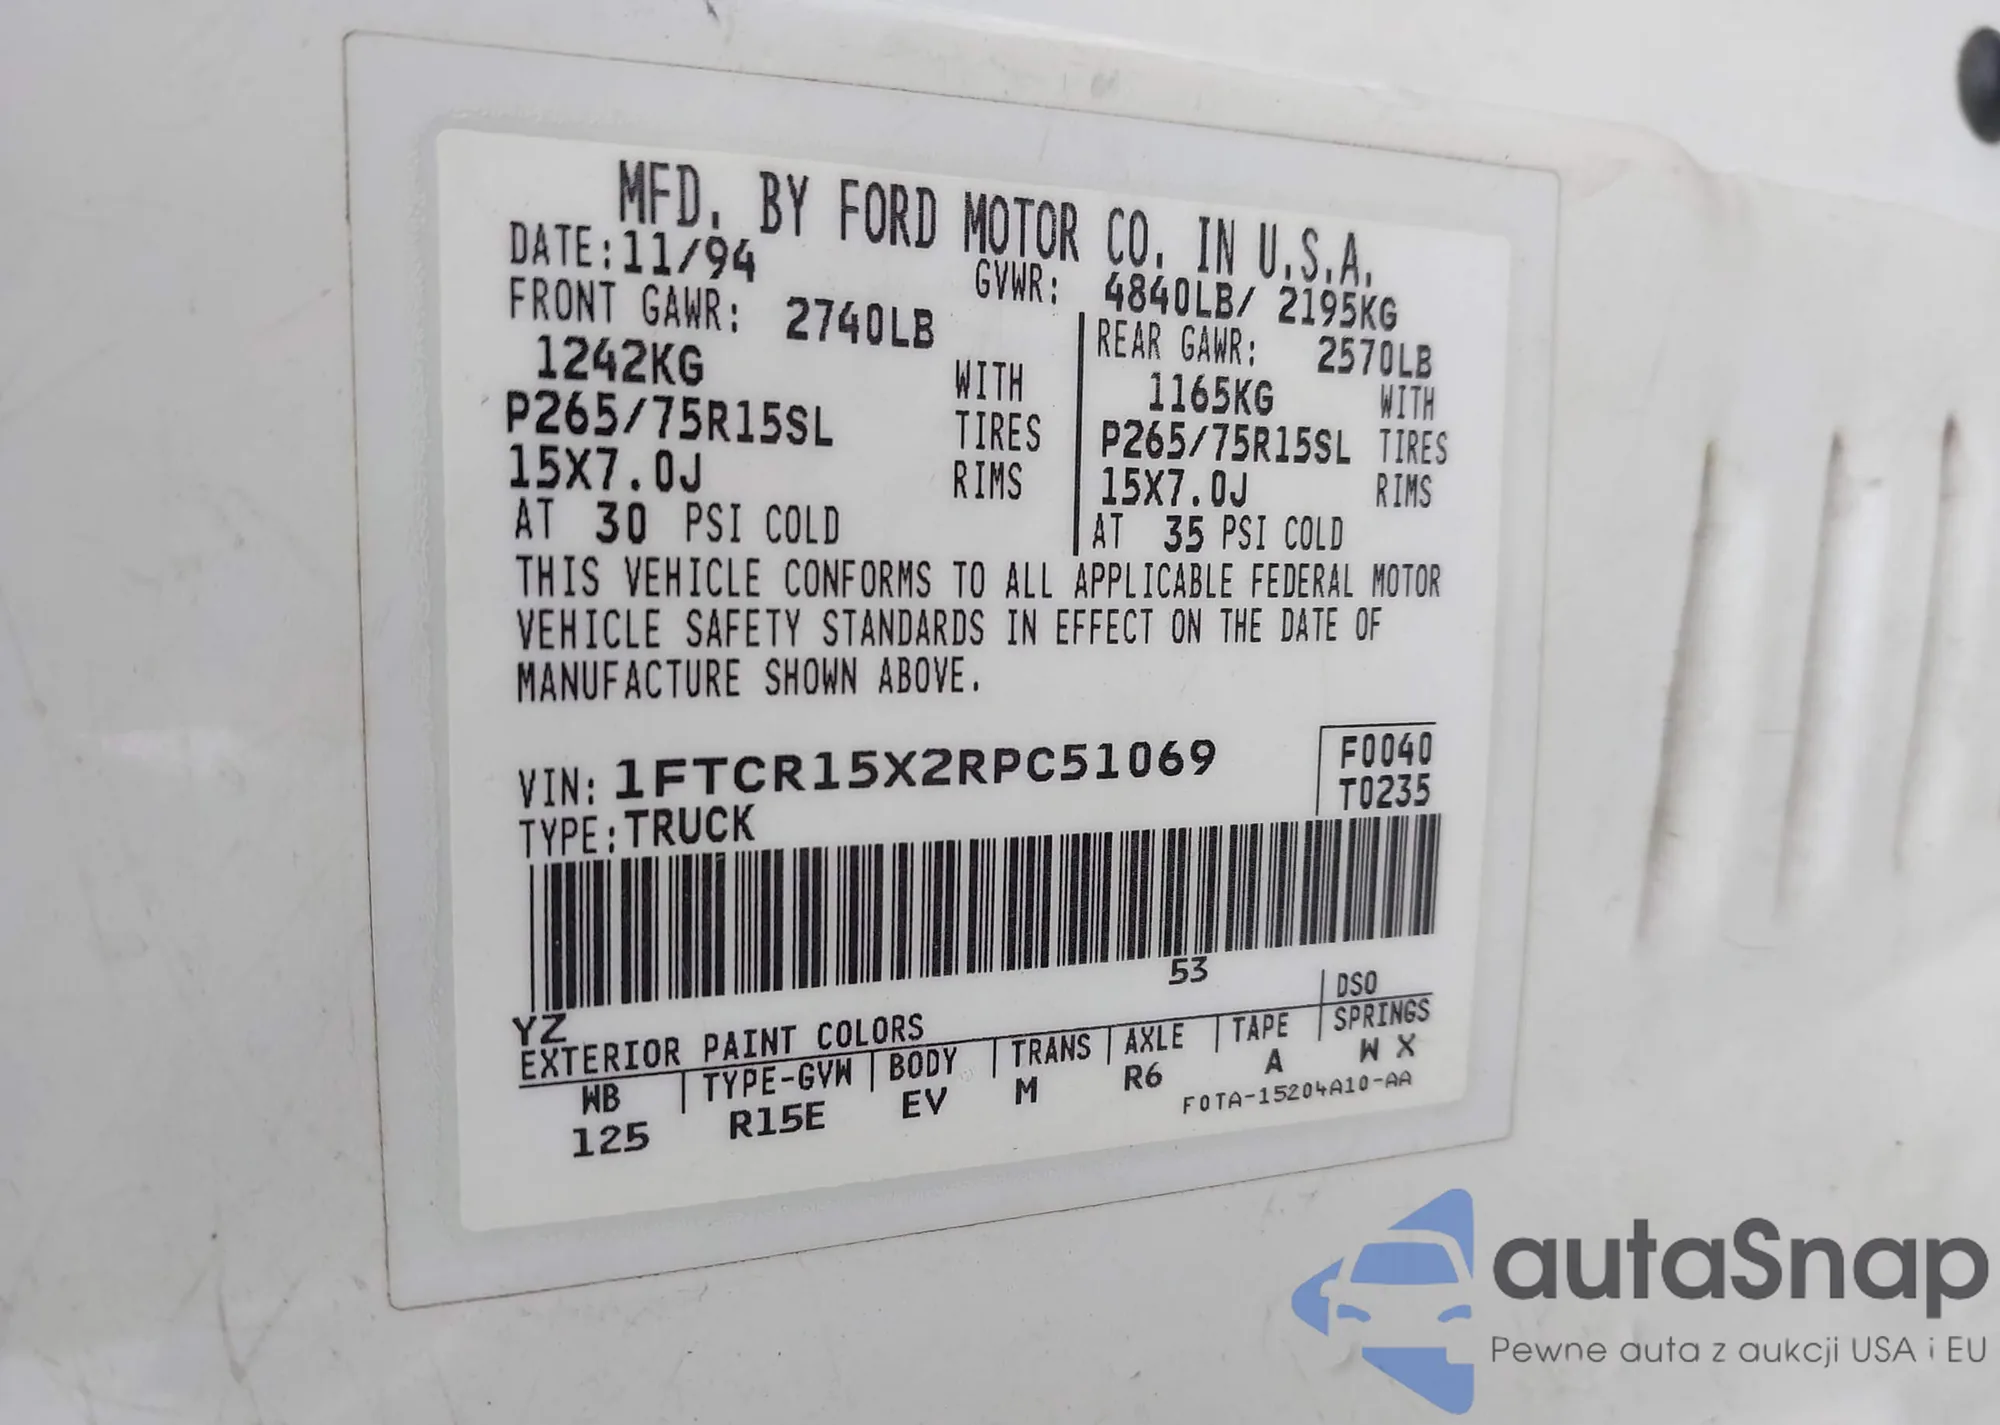 MFD. BY FORD MOTOR CO. IN U.S.A.
DATE: 11/94 GVWR: 4840LB/ 2195KG
FRONT GAWR: 2740LB
1242KG WITH
P265/75R15SL TIRES
15X7.0J RIMS
AT 30 PSI COLD
REAR GAWR: 2570LB
1165KG WITH
P265/75R15SL TIRES
15X7.0J RIMS
AT 35 PSI COLD
THIS VEHICLE CONFORMS TO ALL APPLICABLE FEDERAL MOTOR
VEHICLE SAFETY STANDARDS IN EFFECT ON THE DATE OF
MANUFACTURE SHOWN ABOVE.
VIN: 1FTCR15X2RPC51069
F0040
T0235
TYPE: TRUCK
53
YZ
EXTERIOR PAINT COLORS DSO
WB TYPE-GVW BODY TRANS AXLE TAPE SPRINGS
125 R15E EV M R6 A W X
F0TA-15204A10-AA
autaSnap
Pewne auta z aukcji USA i EU